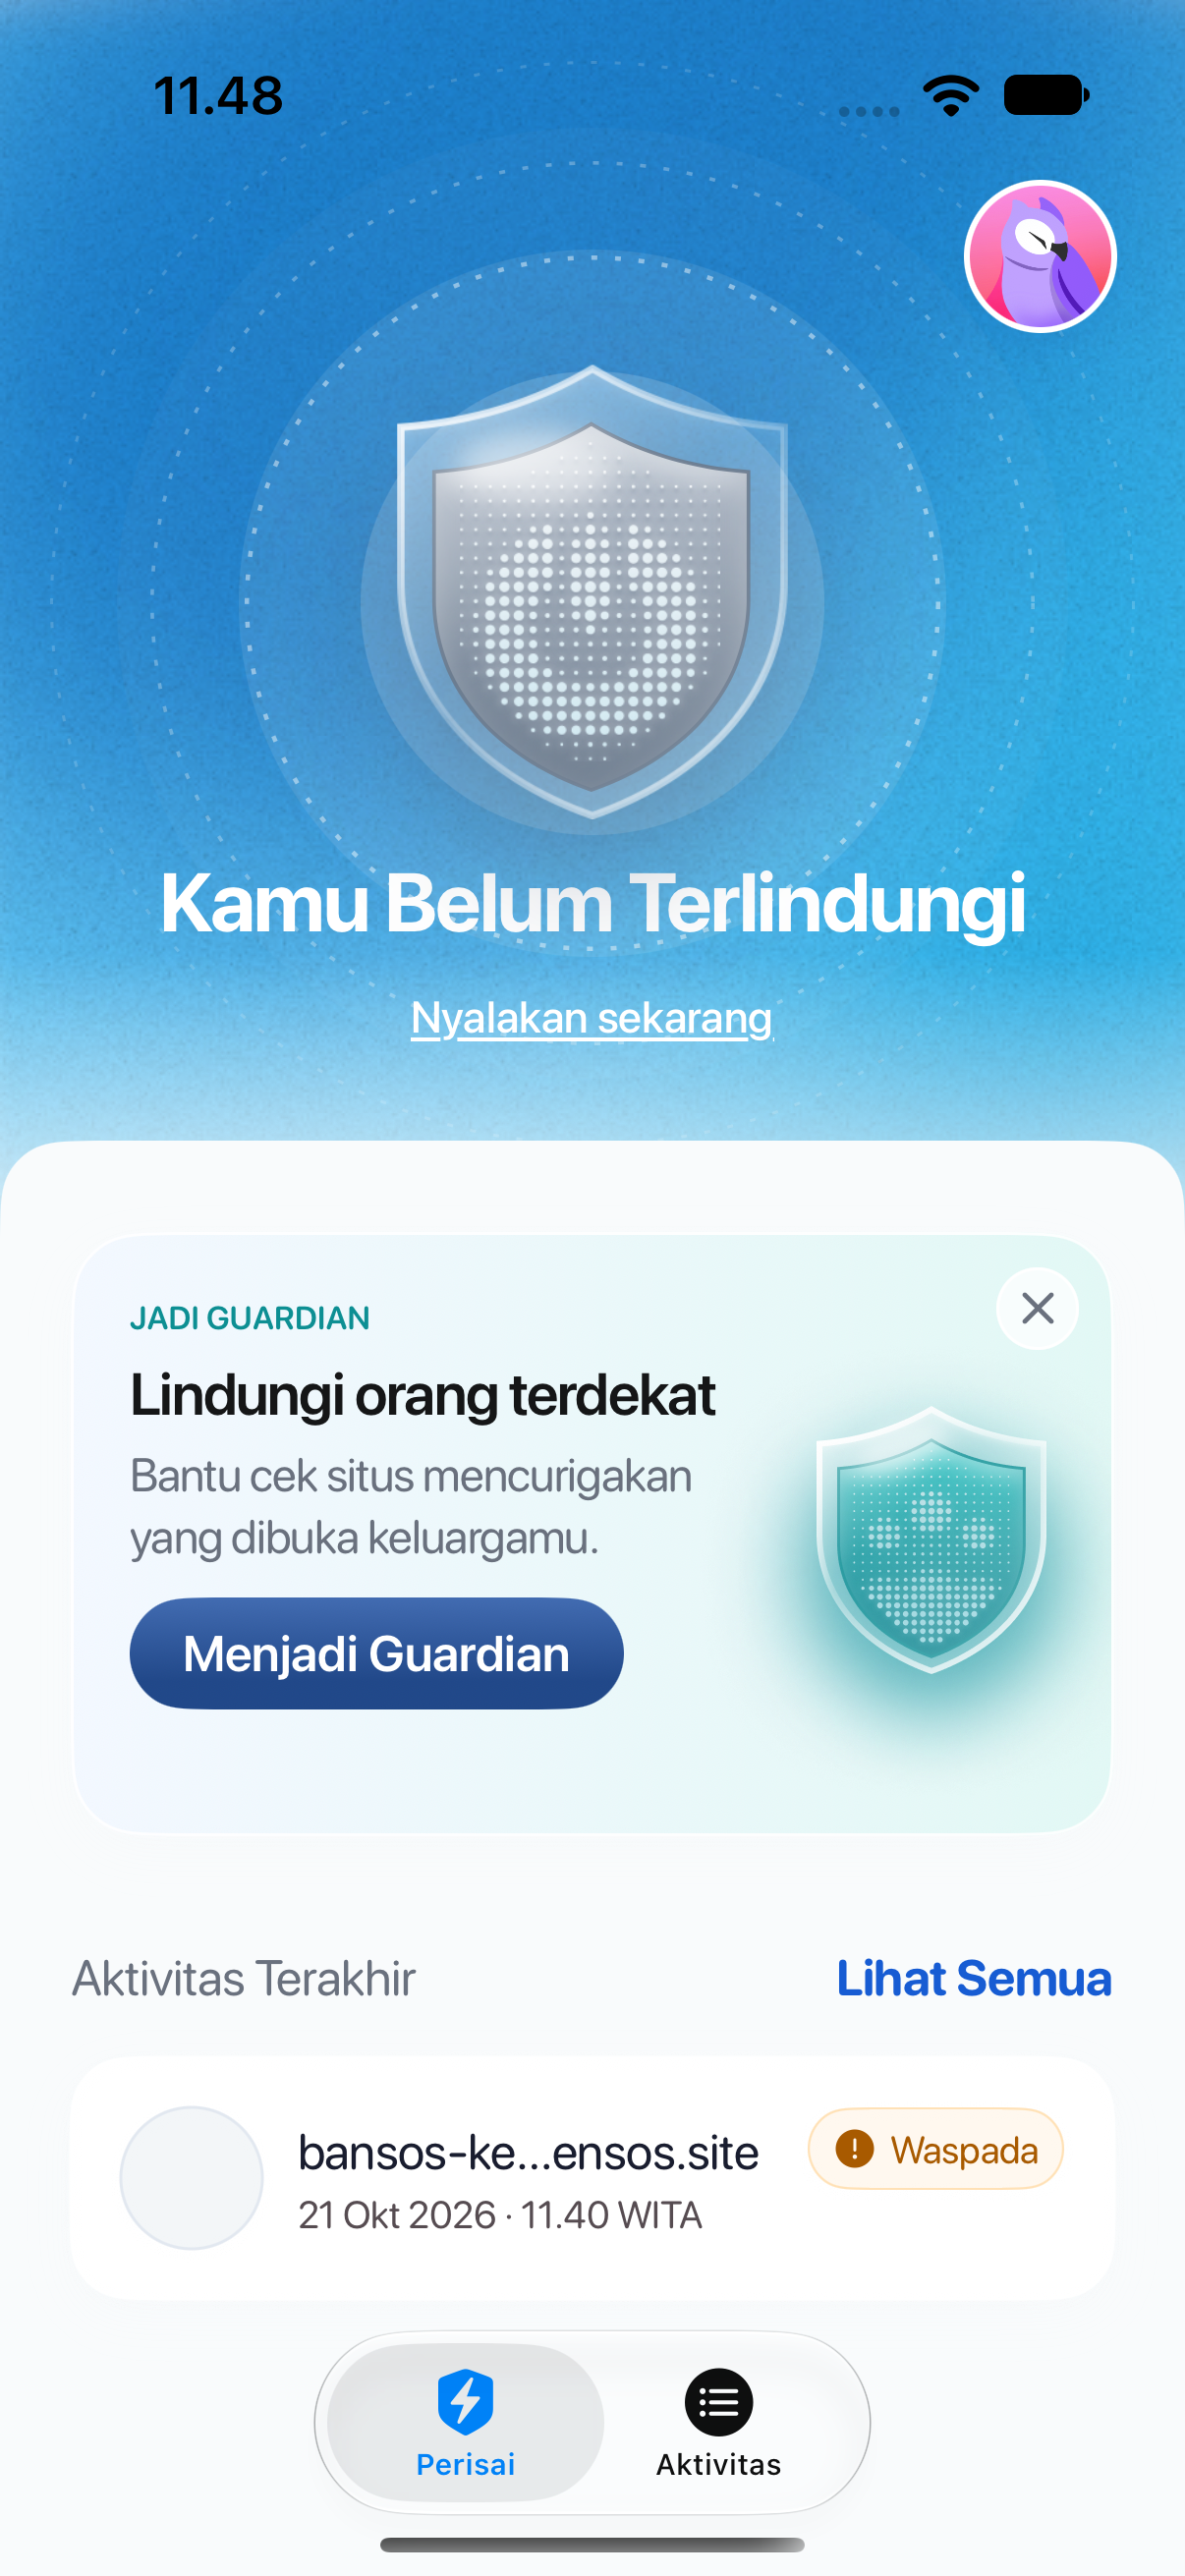 11.48
Kamu Belum Terlindungi
Nyalakan sekarang
JADI GUARDIAN
Lindungi orang terdekat
Bantu cek situs mencurigakan
yang dibuka keluargamu.
Menjadi Guardian
Aktivitas Terakhir
Lihat Semua
bansos-ke...ensos.site
Waspada
21 Okt 2026 · 11.40 WITA
Perisai
Aktivitas